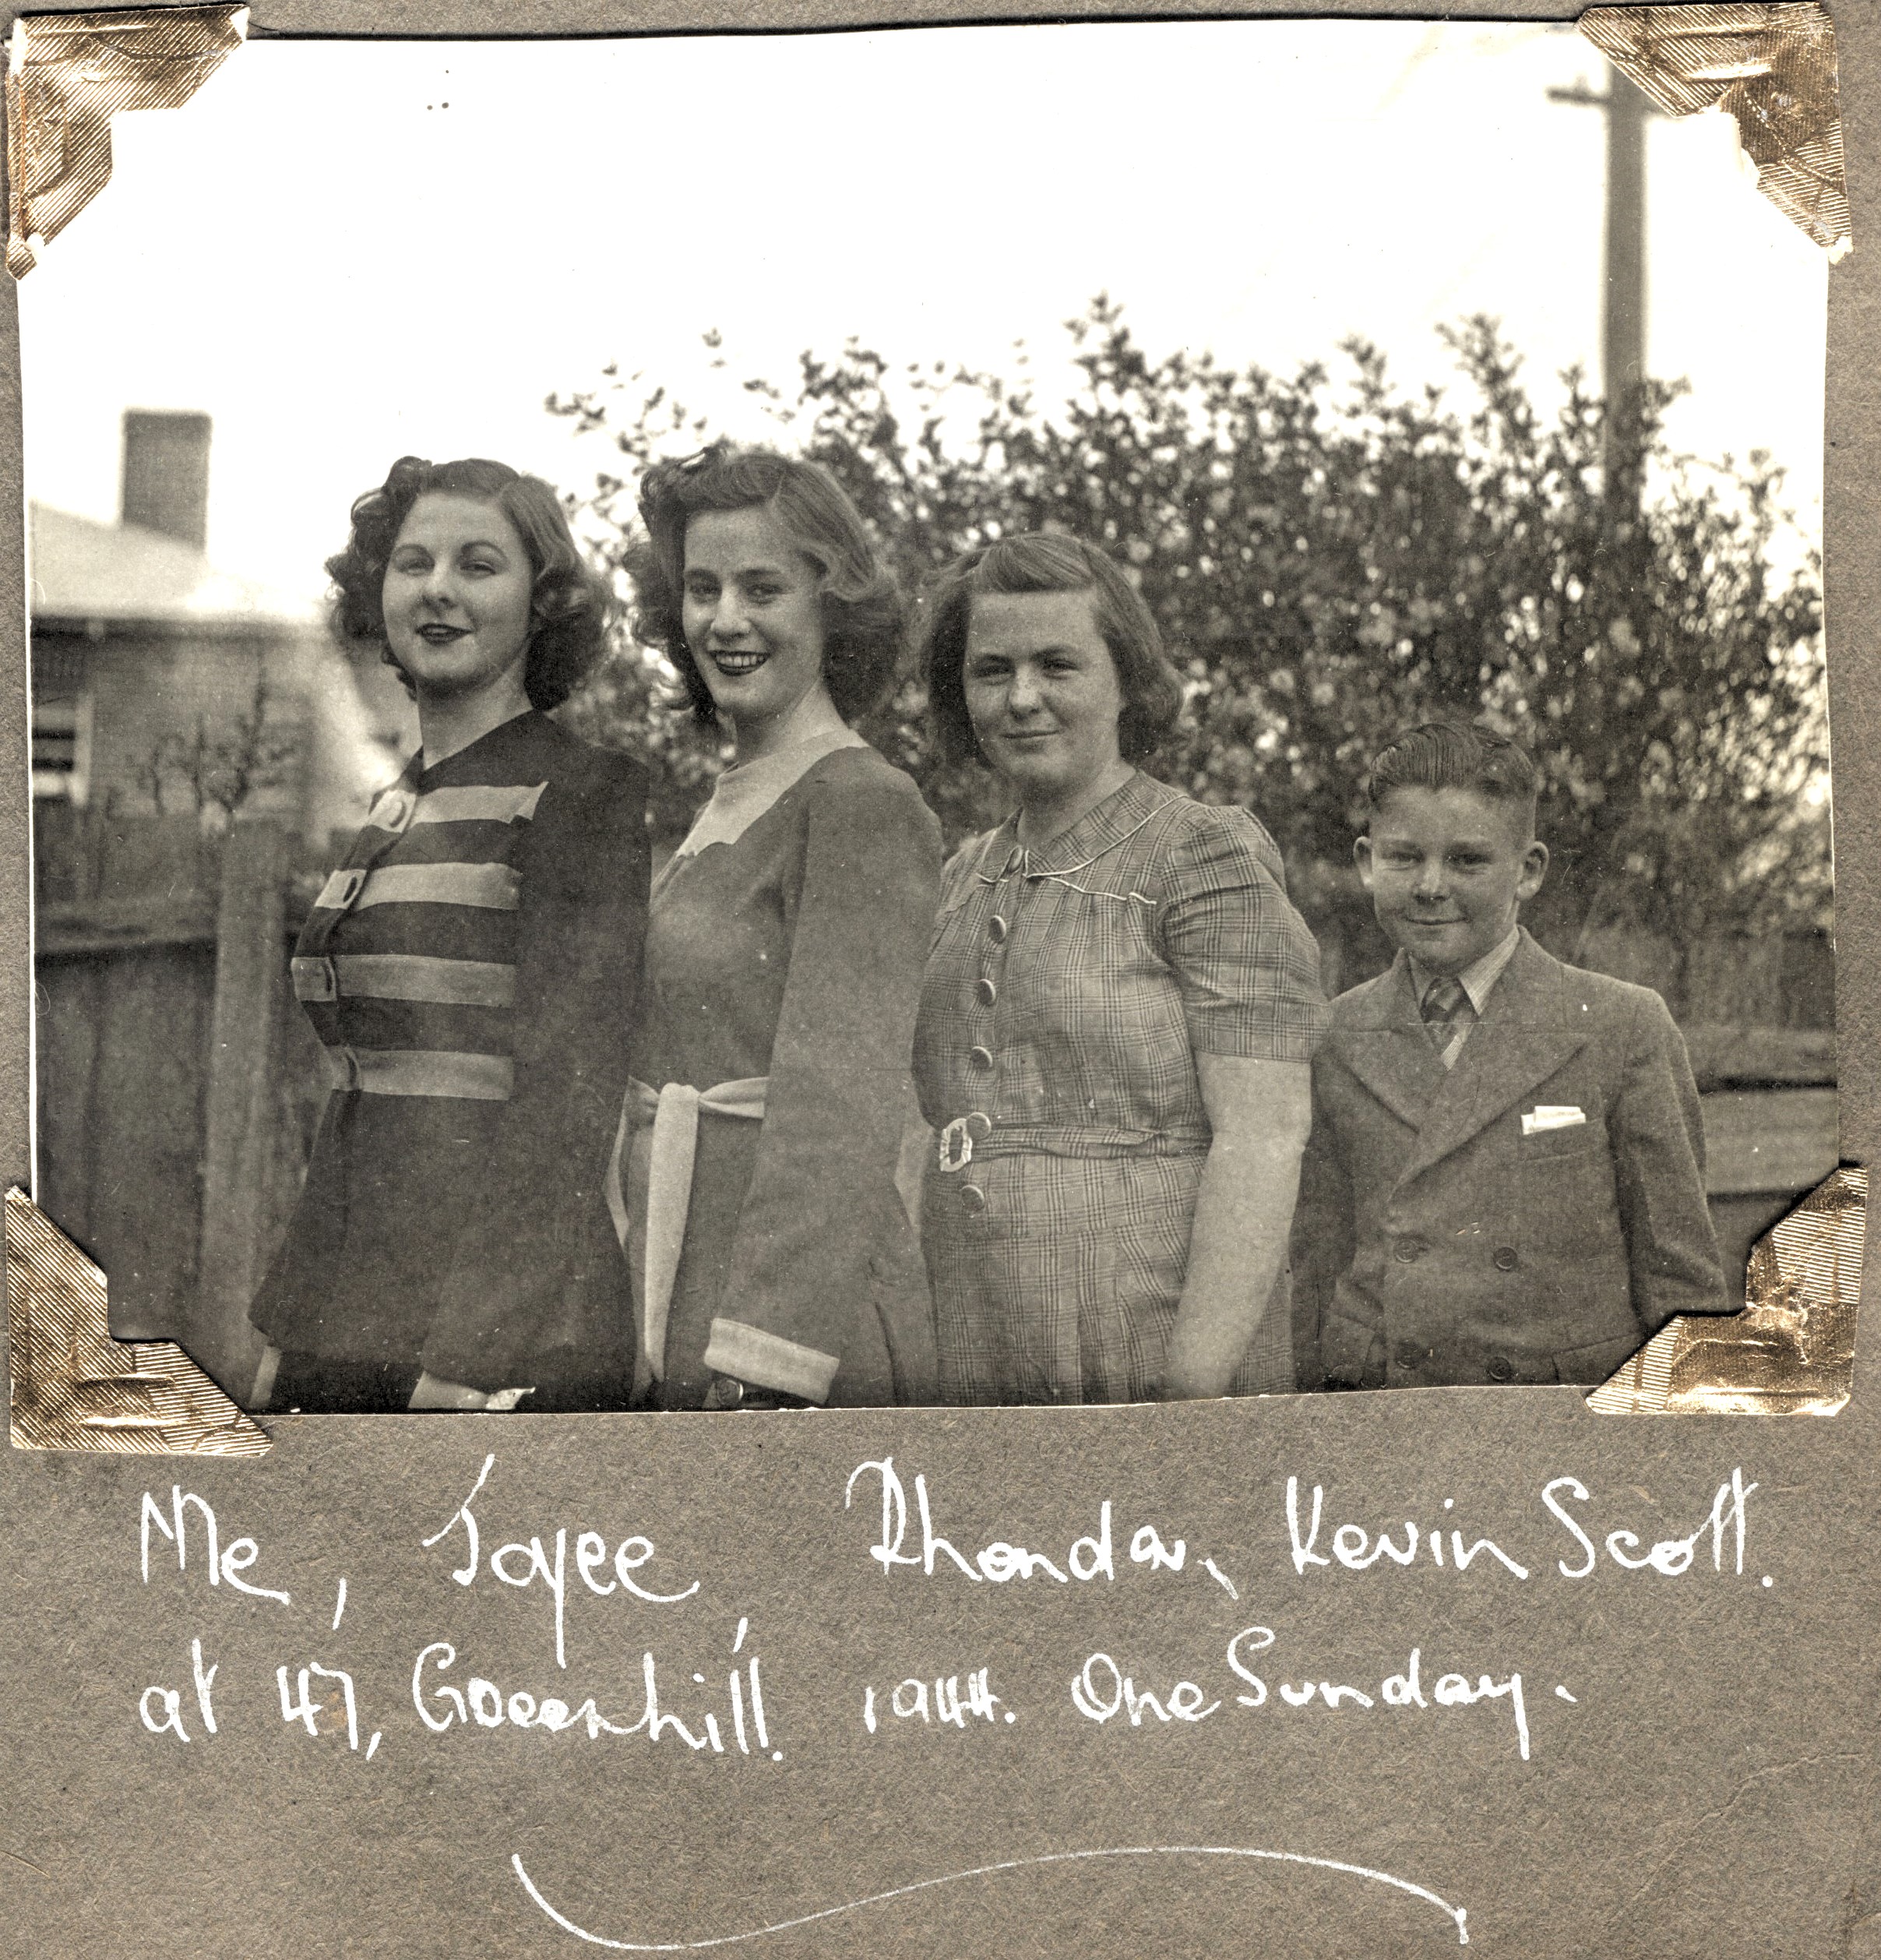 Me, Joyce, Rhonda, Kevin Scott.
at 47, Greenhill. 1944. One Sunday.